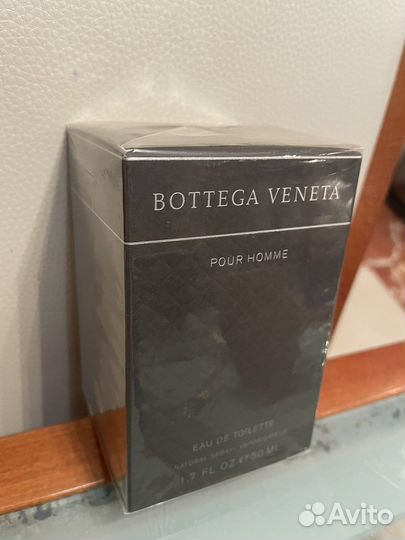 BOTTEGA VENETA
POUR HOMME
EAU DE TOILETTE
NATURAL SPRAY VAPORISATEUR
1.7 FL OZ ℮ 50 ML
Avito